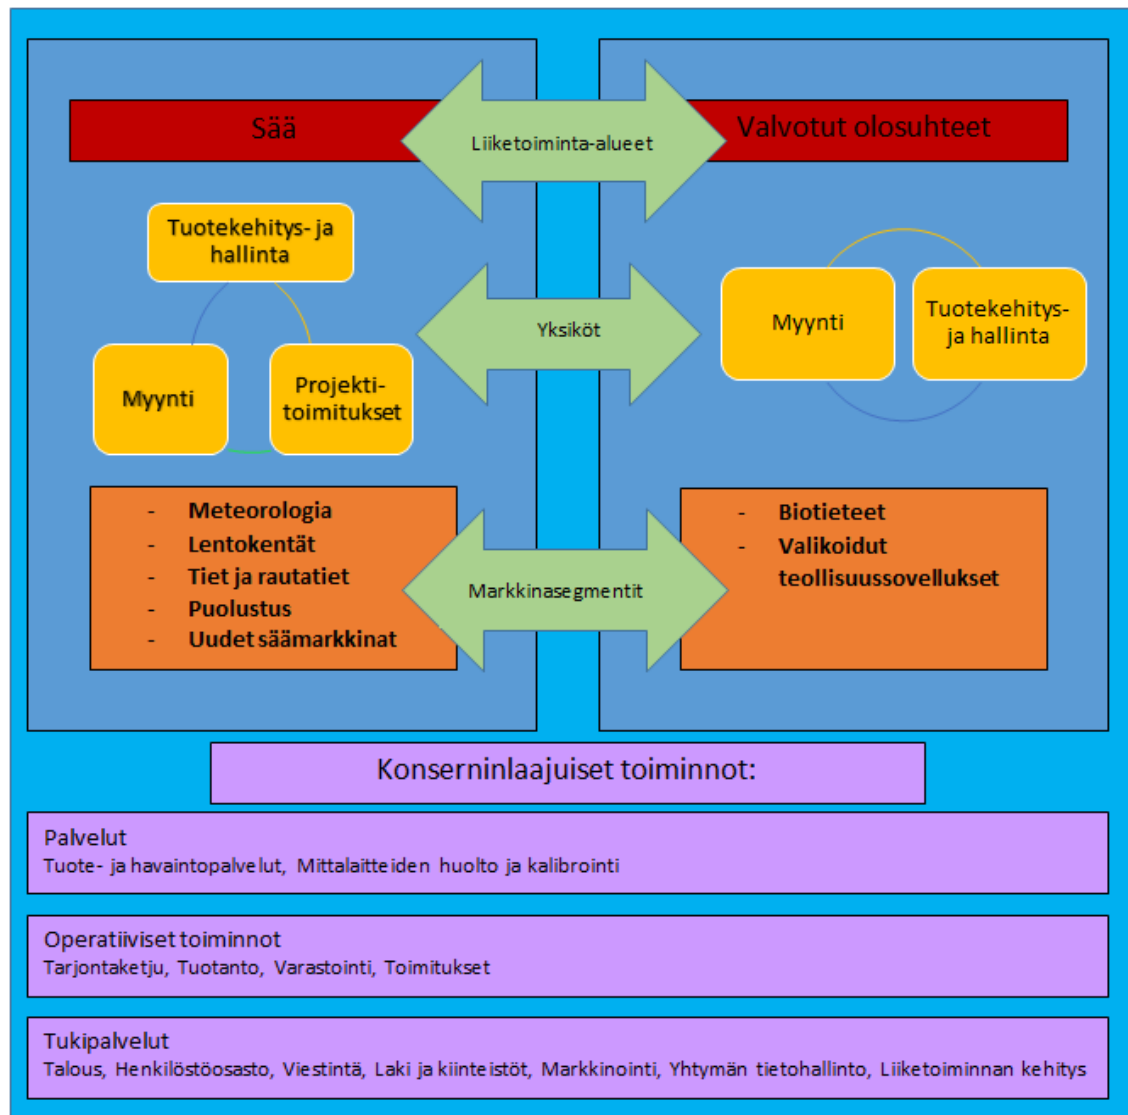 Sää
Liiketoiminta-alueet
Valvotut olosuhteet
Tuotekehitys- ja
hallinta
Myynti
Projekti-
toimitukset
Yksiköt
Myynti
Tuotekehitys-
ja hallinta
- Meteorologia
- Lentokentät
- Tiet ja rautatiet
- Puolustus
- Uudet säämarkkinat
Markkinasegmentit
- Biotieteet
- Valikoidut
teollisuussovellukset
Konserninlaajuiset toiminnot:
Palvelut
Tuote- ja havaintopalvelut, Mittalaitteiden huolto ja kalibrointi
Operatiiviset toiminnot
Tarjontaketju, Tuotanto, Varastointi, Toimitukset
Tukipalvelut
Talous, Henkilöstöosasto, Viestintä, Laki ja kiinteistöt, Markkinointi, Yhtymän tietohallinto, Liiketoiminnan kehitys